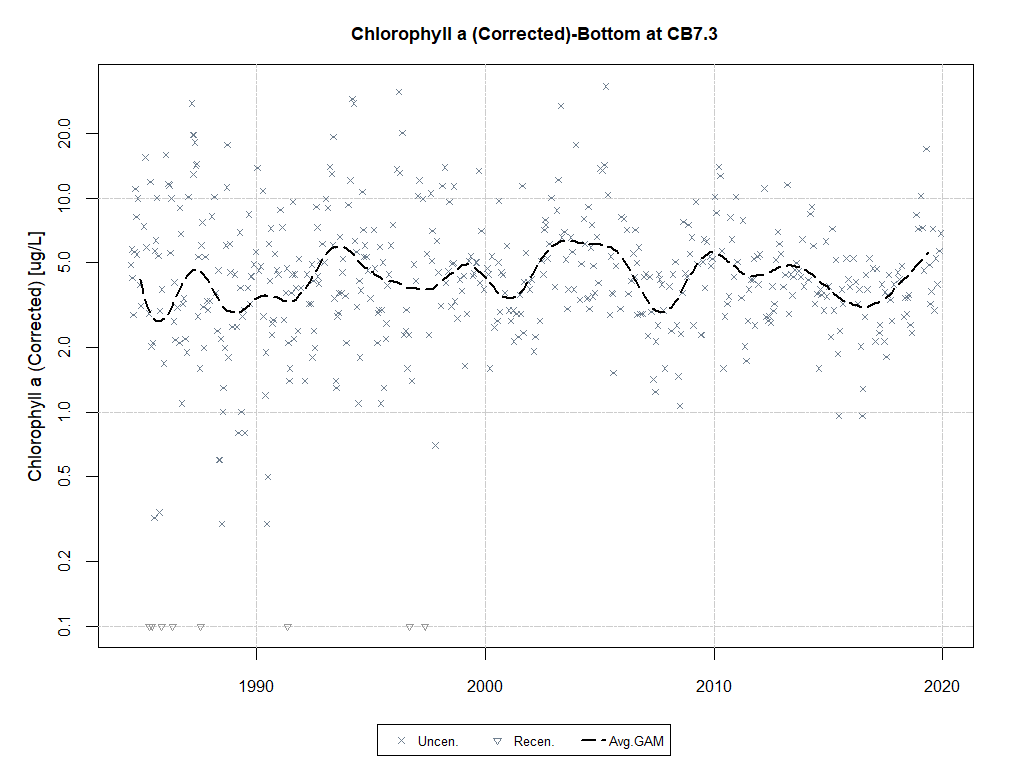 Chlorophyll a (Corrected)-Bottom at CB7.3
Chlorophyll a (Corrected) [ug/L]
20.0
10.0
5.0
2.0
1.0
0.5
0.2
0.1
1990 2000 2010 2020
Uncen. Recen. Avg.GAM